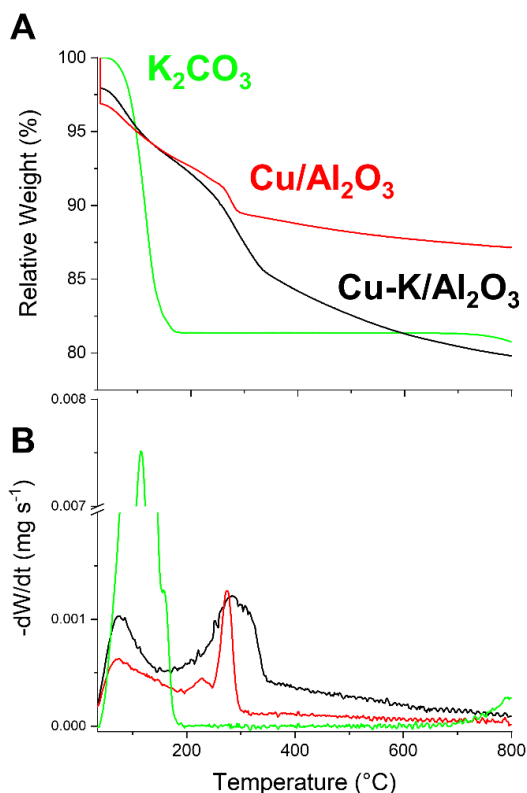 A
100
K₂CO₃
95
Cu/Al₂O₃
90
85
Cu-K/Al₂O₃
80
Relative Weight (%)
0.008
B
0.007
0.001
0.000
-dW/dt (mg s⁻¹)
200 400 600 800
Temperature (°C)